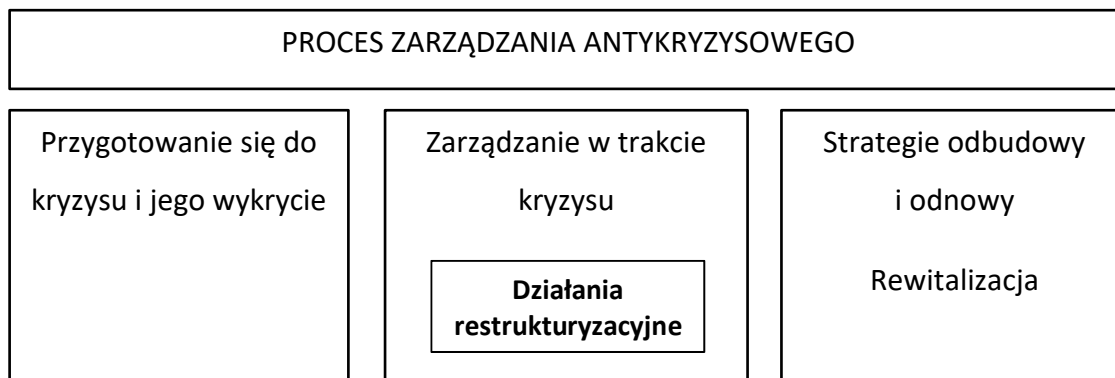 PROCES ZARZĄDZANIA ANTYKRYZYSOWEGO
Przygotowanie się do
kryzysu i jego wykrycie
Zarządzanie w trakcie
kryzysu
Działania
restrukturyzacyjne
Strategie odbudowy
i odnowy
Rewitalizacja